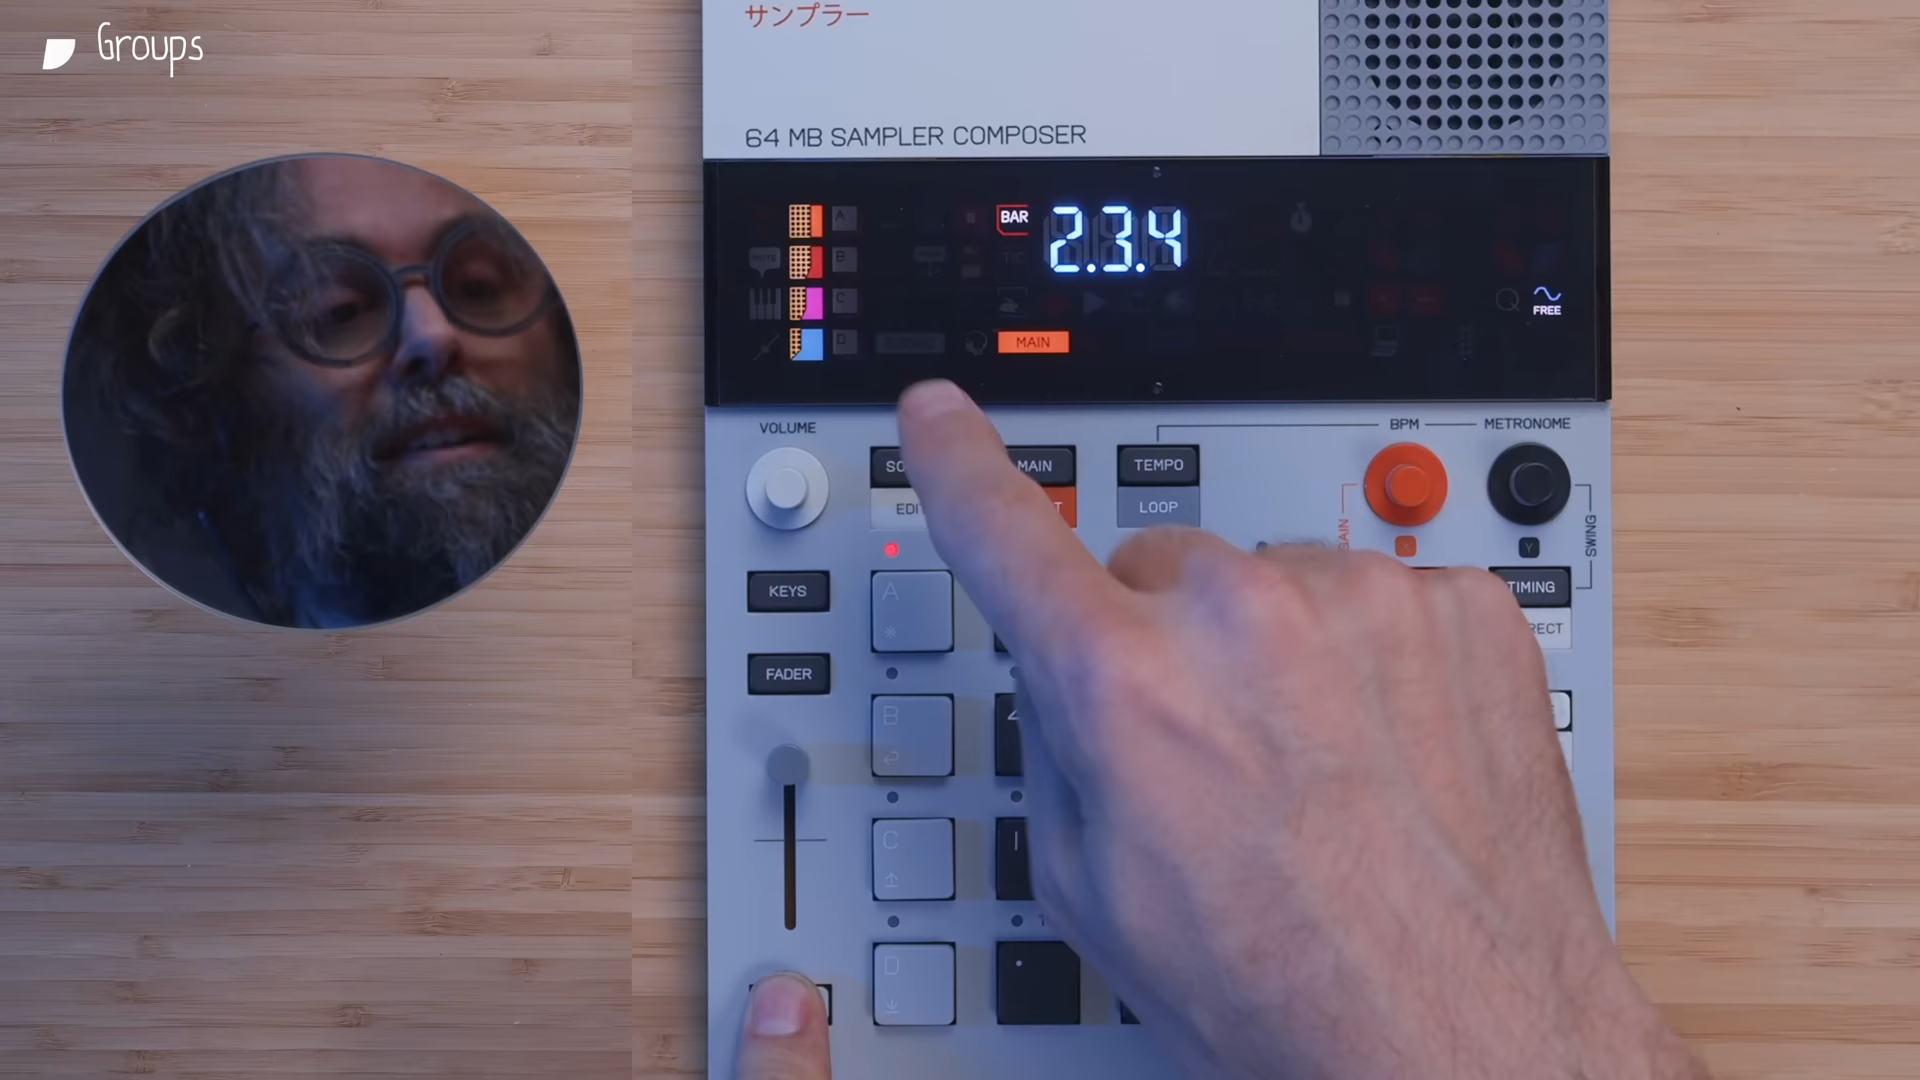 Groups
サンプラー
64 MB SAMPLER COMPOSER
A
BAR
2.3.4
B
TIC
C
FREE
D
MAIN
VOLUME
BPM
METRONOME
MAIN
TEMPO
LOOP
GAIN
X
Y
SWING
KEYS
A
TIMING
FADER
B
C
D